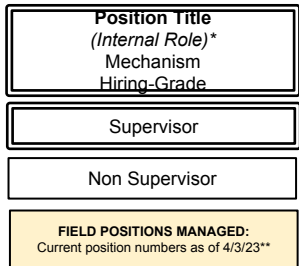 Position Title
(Internal Role)*
Mechanism
Hiring-Grade
Supervisor
Non Supervisor
FIELD POSITIONS MANAGED:
Current position numbers as of 4/3/23**